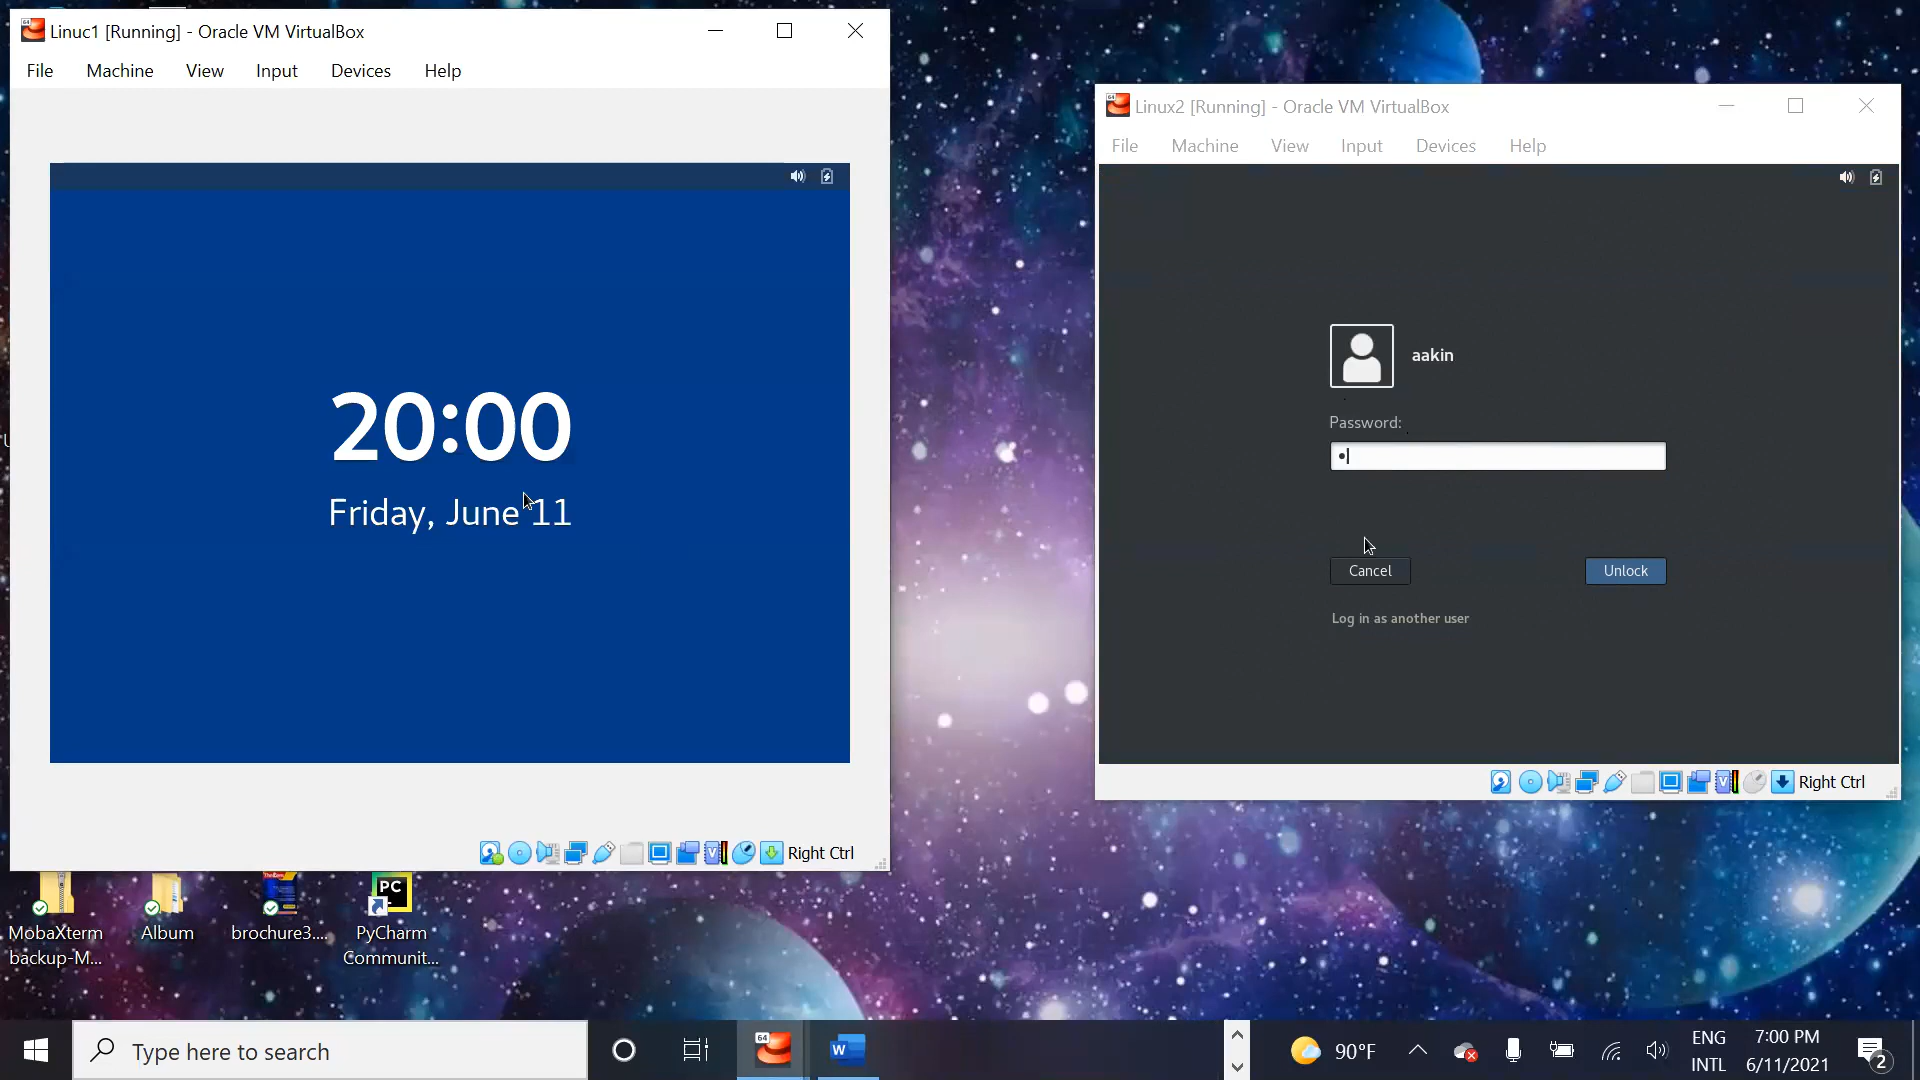 Linuc1 [Running] - Oracle VM VirtualBox
File Machine View Input Devices Help
20:00
Friday, June 11
Right Ctrl
Linux2 [Running] - Oracle VM VirtualBox
File Machine View Input Devices Help
aakin
Password:
Cancel
Unlock
Log in as another user
Right Ctrl
MobaXterm
backup-M...
Album
brochure3....
PC
PyCharm
Communit...
Type here to search
64
W
90°F
ENG
INTL
7:00 PM
6/11/2021
2